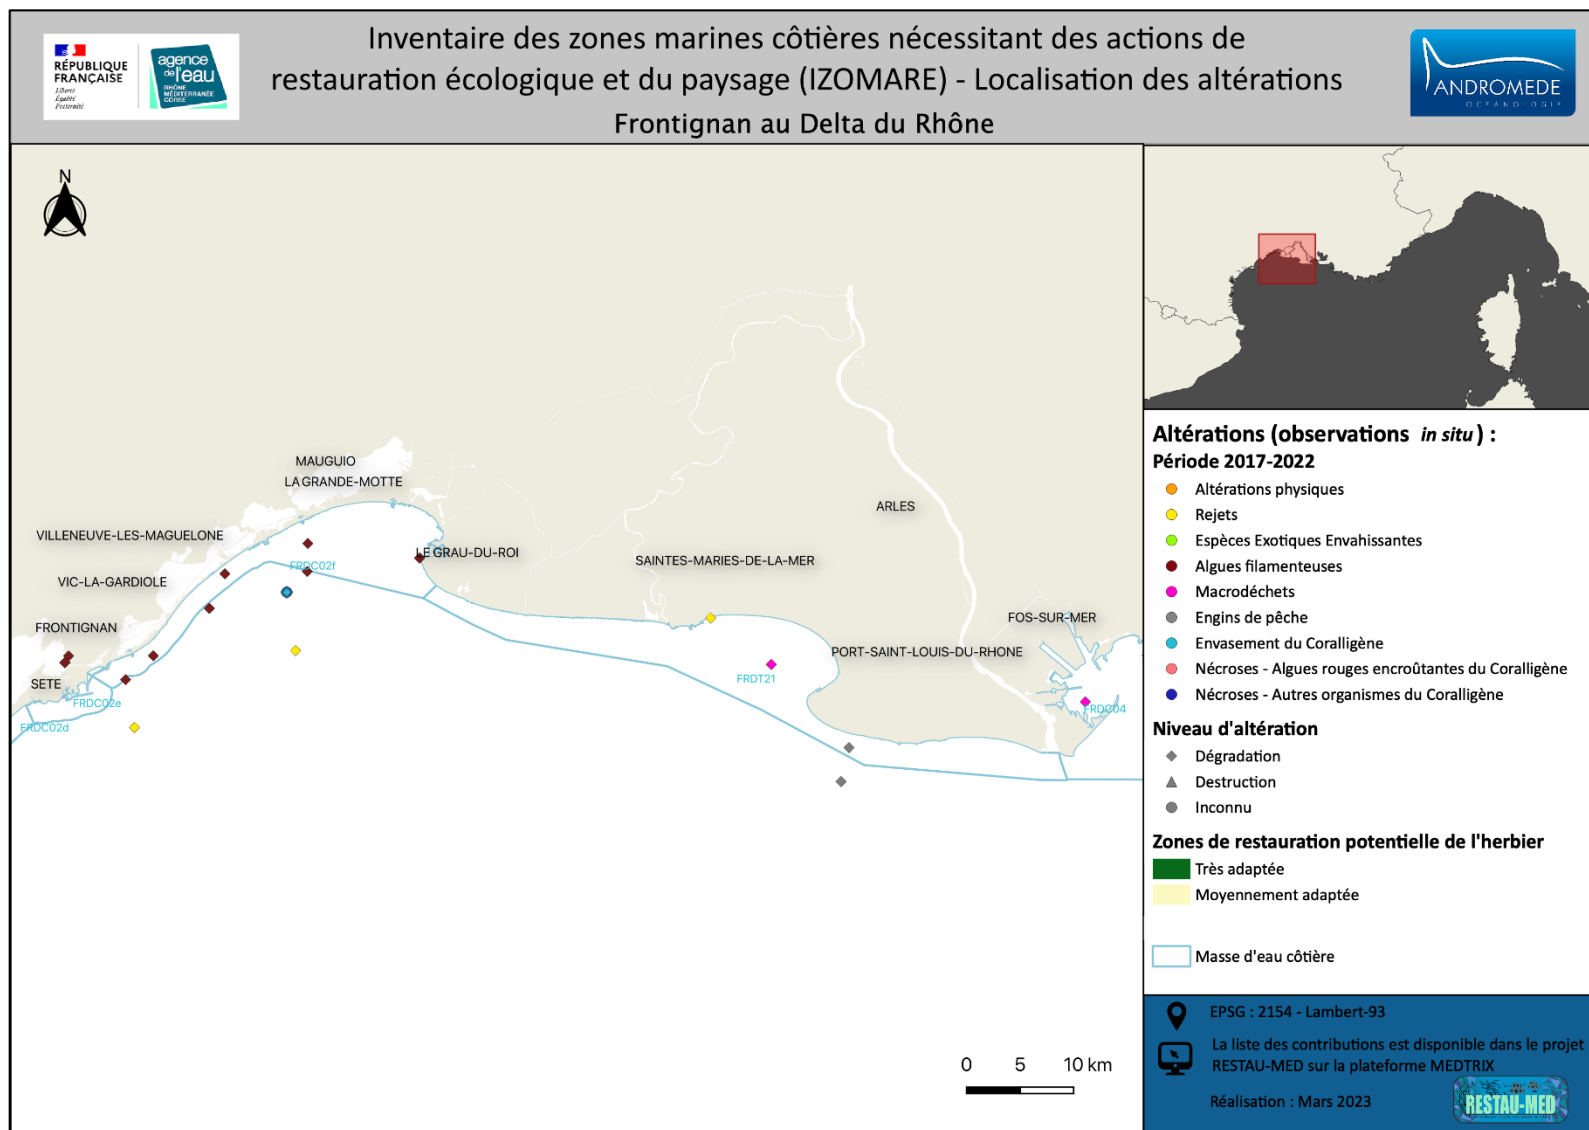 RÉPUBLIQUE
FRANÇAISE
Liberté
Égalité
Fraternité
agence
de l'eau
RHÔNE
MÉDITERRANÉE
CORSE
Inventaire des zones marines côtières nécessitant des actions de
restauration écologique et du paysage (IZOMARE) - Localisation des altérations
Frontignan au Delta du Rhône
ANDROMEDE
OCÉANOLOGIE
N
MAUGUIO
LA GRANDE-MOTTE
VILLENEUVE-LES-MAGUELONE
VIC-LA-GARDIOLE
FRONTIGNAN
SETE
LE GRAU-DU-ROI
SAINTES-MARIES-DE-LA-MER
ARLES
FOS-SUR-MER
PORT-SAINT-LOUIS-DU-RHONE
FRDC02f
FRDC02e
FRDC02d
FRDT21
FRDC04
0 5 10 km
Altérations (observations in situ) :
Période 2017-2022
Altérations physiques
Rejets
Espèces Exotiques Envahissantes
Algues filamenteuses
Macrodéchets
Engins de pêche
Envasement du Coralligène
Nécroses - Algues rouges encroûtantes du Coralligène
Nécroses - Autres organismes du Coralligène
Niveau d'altération
Dégradation
Destruction
Inconnu
Zones de restauration potentielle de l'herbier
Très adaptée
Moyennement adaptée
Masse d'eau côtière
EPSG : 2154 - Lambert-93
La liste des contributions est disponible dans le projet
RESTAU-MED sur la plateforme MEDTRIX
Réalisation : Mars 2023
RESTAU-MED